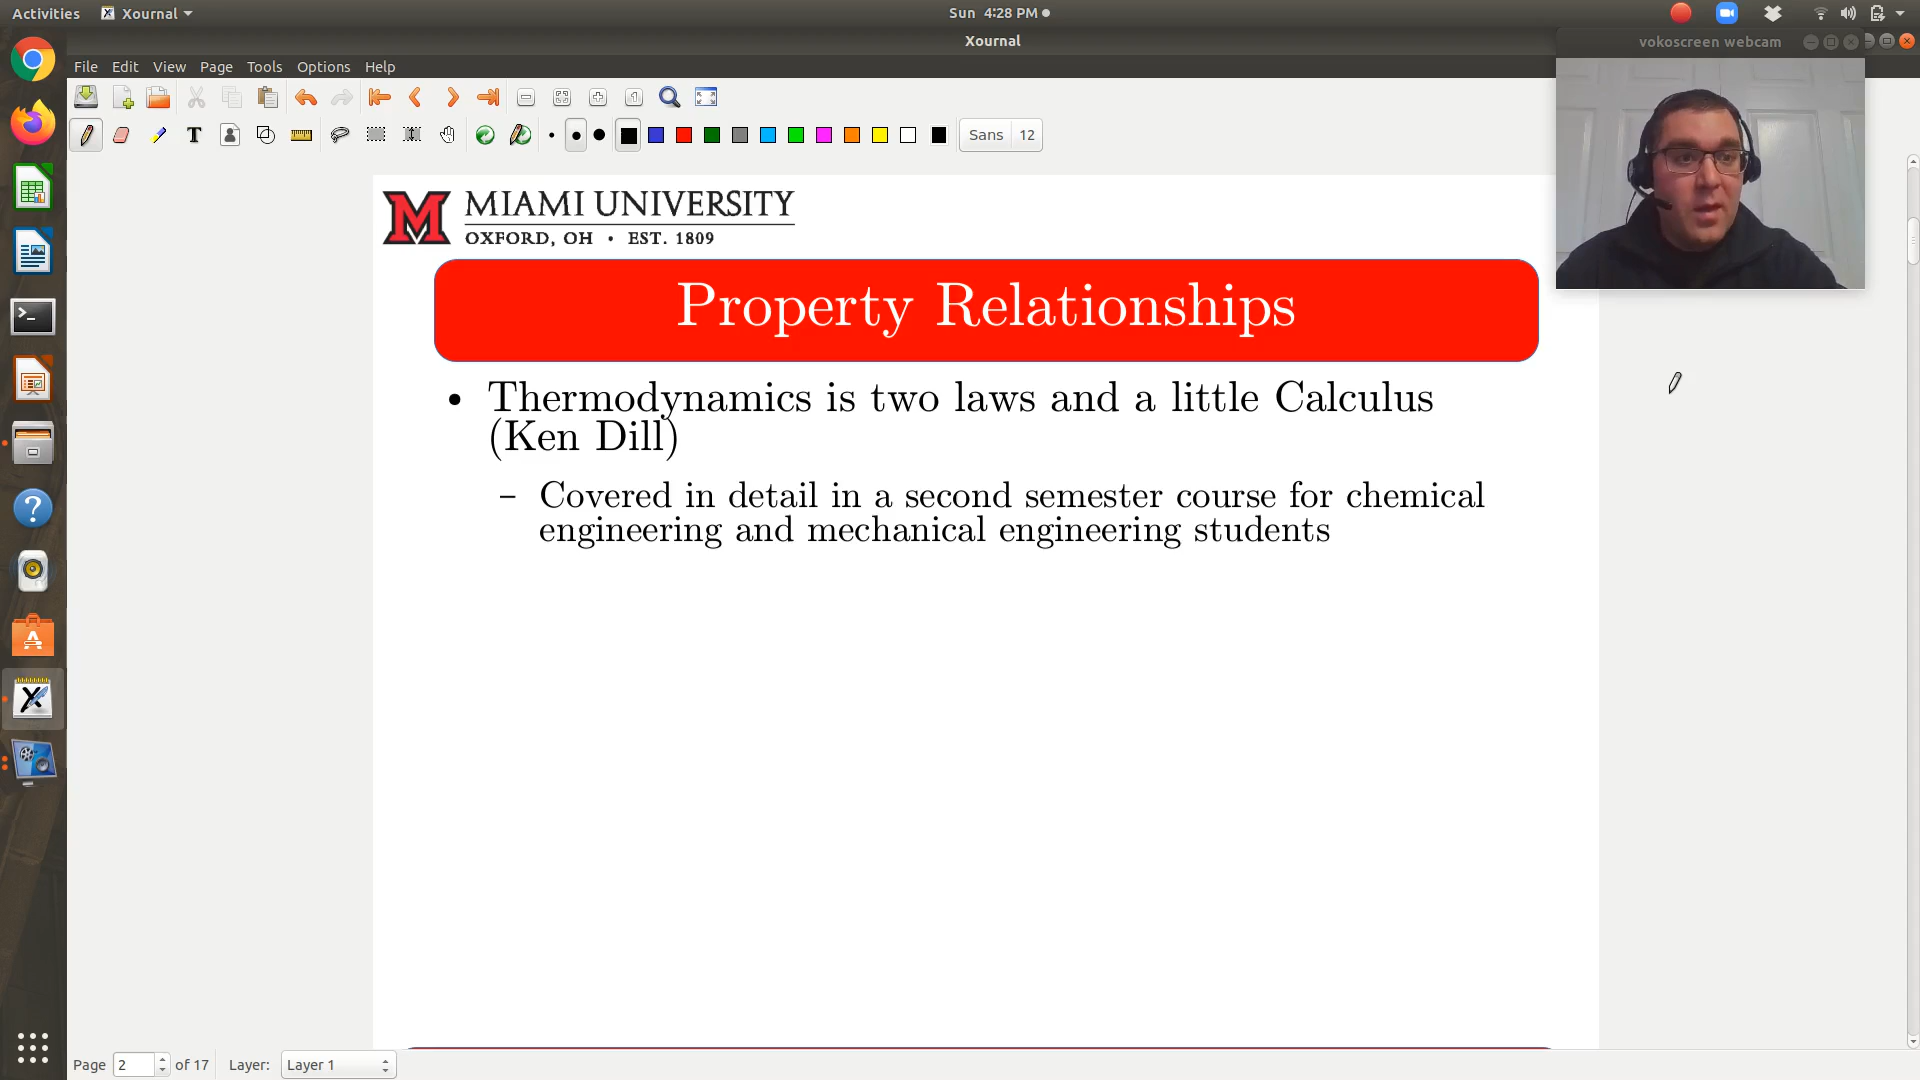 Activities Xournal Sun 4:28 PM
Xournal
vokoscreen webcam
File Edit View Page Tools Options Help
Sans 12
MIAMI UNIVERSITY
OXFORD, OH • EST. 1809
Property Relationships
• Thermodynamics is two laws and a little Calculus
(Ken Dill)
– Covered in detail in a second semester course for chemical
engineering and mechanical engineering students
Page 2 of 17 Layer: Layer 1